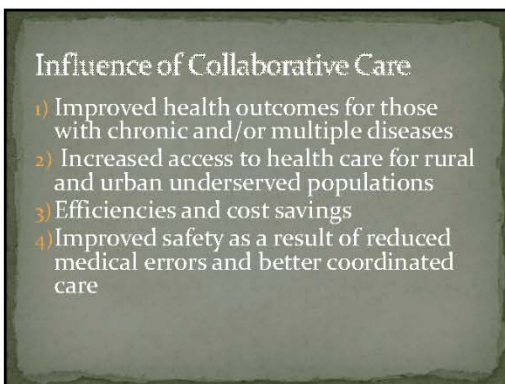 Influence of Collaborative Care
1) Improved health outcomes for those
with chronic and/or multiple diseases
2) Increased access to health care for rural
and urban underserved populations
3) Efficiencies and cost savings
4) Improved safety as a result of reduced
medical errors and better coordinated
care